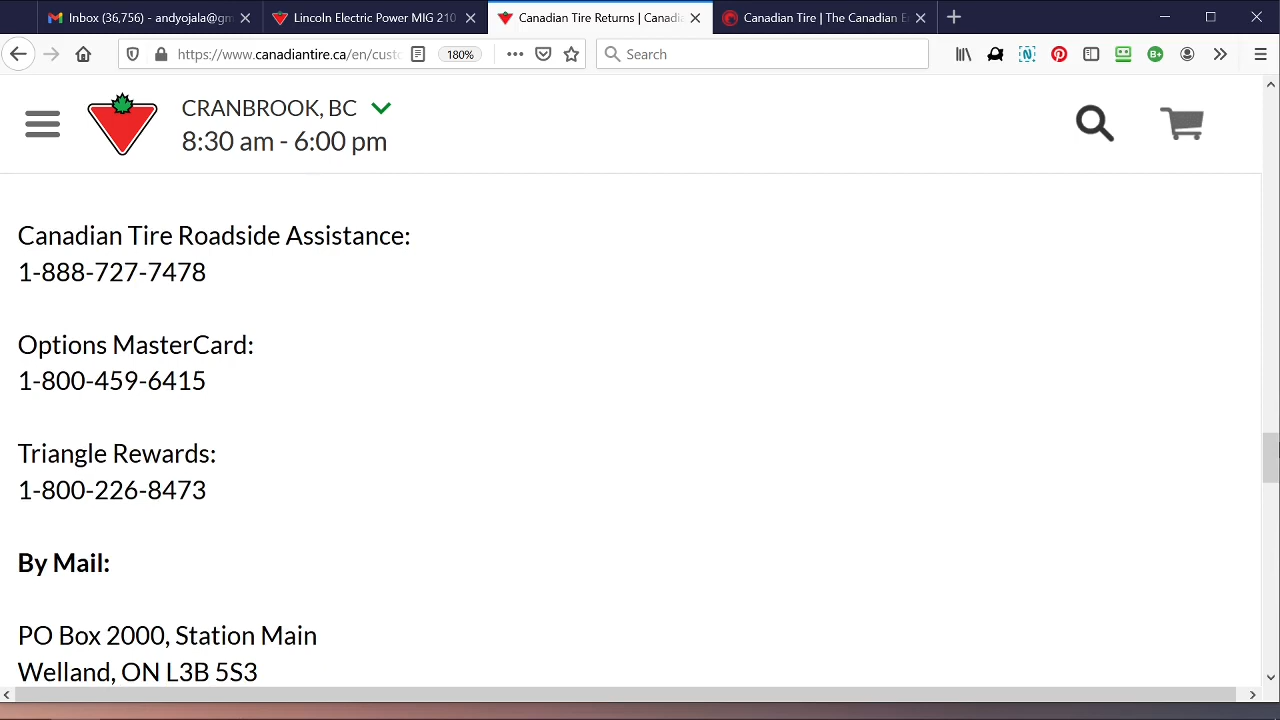 Inbox (36,756) - andyojala@gm
Lincoln Electric Power MIG 210
Canadian Tire Returns | Canadia
Canadian Tire | The Canadian E
https://www.canadiantire.ca/en/custo
180%
Search
CRANBROOK, BC
8:30 am - 6:00 pm
Canadian Tire Roadside Assistance:
1-888-727-7478
Options MasterCard:
1-800-459-6415
Triangle Rewards:
1-800-226-8473
By Mail:
PO Box 2000, Station Main
Welland, ON L3B 5S3